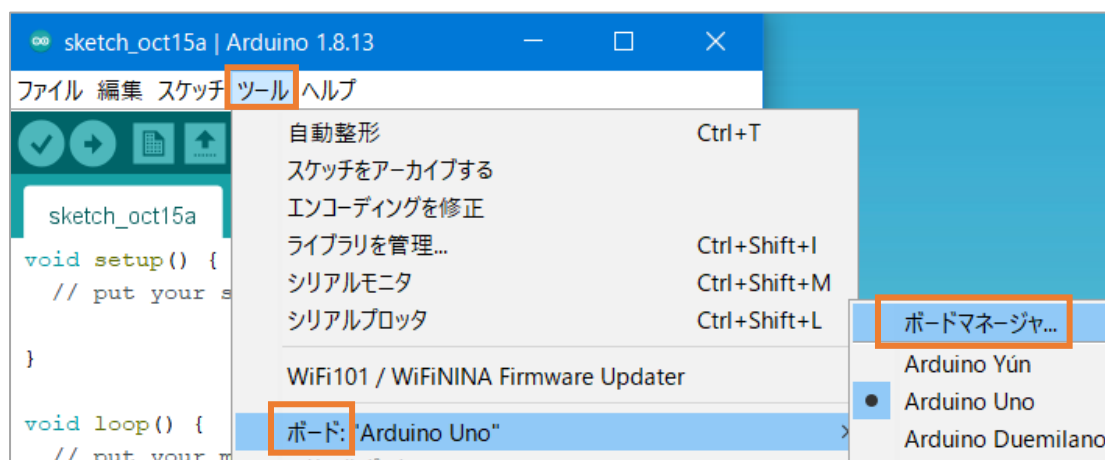 sketch_oct15a | Arduino 1.8.13
ファイル 編集 スケッチ ツール ヘルプ
自動整形 Ctrl+T
スケッチをアーカイブする
エンコーディングを修正
ライブラリを管理... Ctrl+Shift+I
シリアルモニタ Ctrl+Shift+M
シリアルプロッタ Ctrl+Shift+L
WiFi101 / WiFiNINA Firmware Updater
ボード: "Arduino Uno"
ボードマネージャ...
Arduino Yún
Arduino Uno
Arduino Duemilano
sketch_oct15a
void setup() {
// put your s
}
void loop() {
// put your m